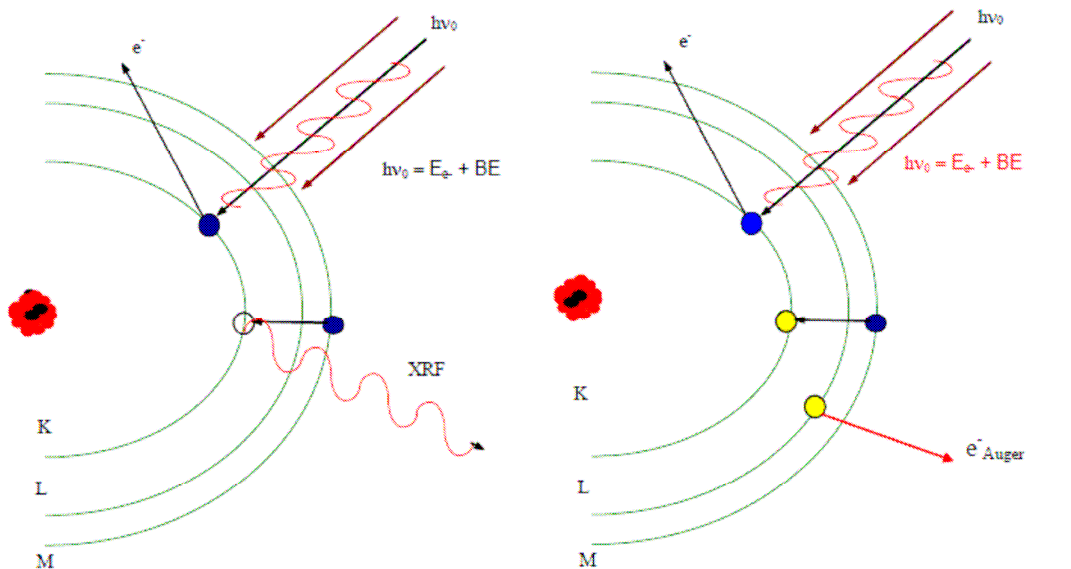 hν₀
e⁻
hν₀ = Eₑ₋ + BE
XRF
K
L
M
hν₀
e⁻
hν₀ = Eₑ₋ + BE
K
e⁻Auger
L
M